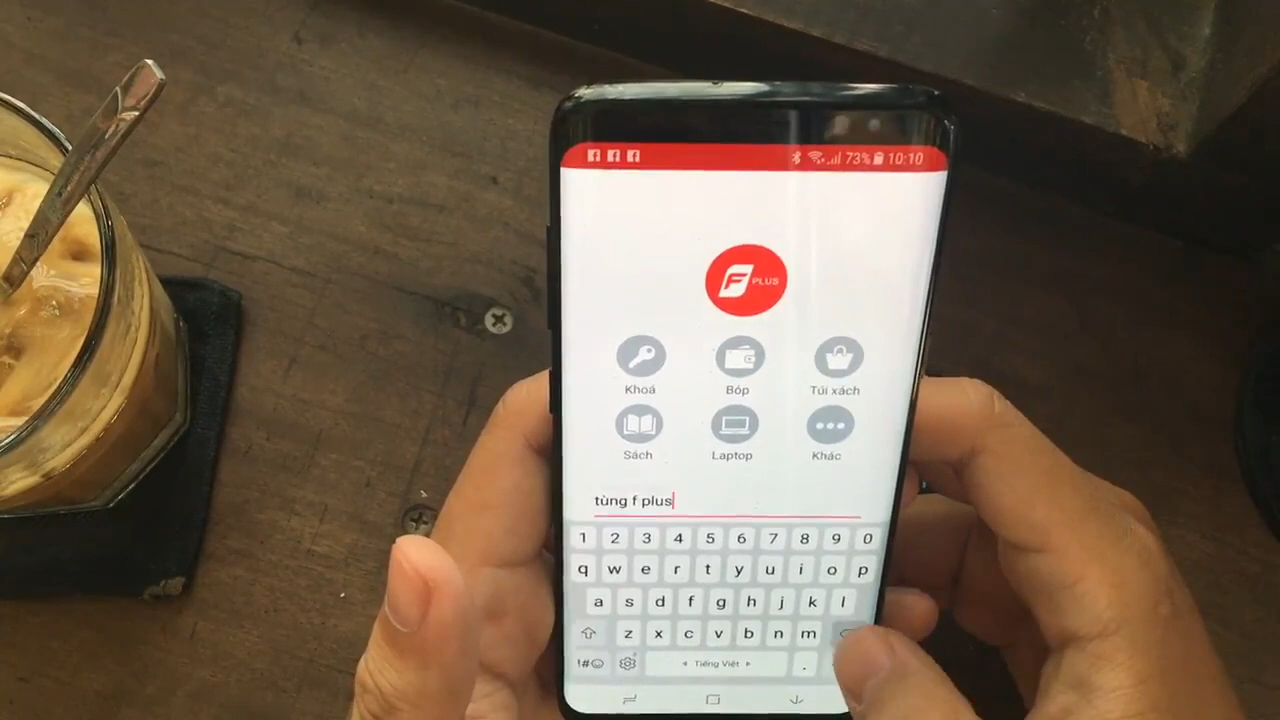 73% 10:10
F PLUS
Khoá Bóp Túi xách
Sách Laptop Khác
tùng f plus
1 2 3 4 5 6 7 8 9 0
q w e r t y u i o p
a s d f g h j k l
z x c v b n m
!#☺ Tiếng Việt .